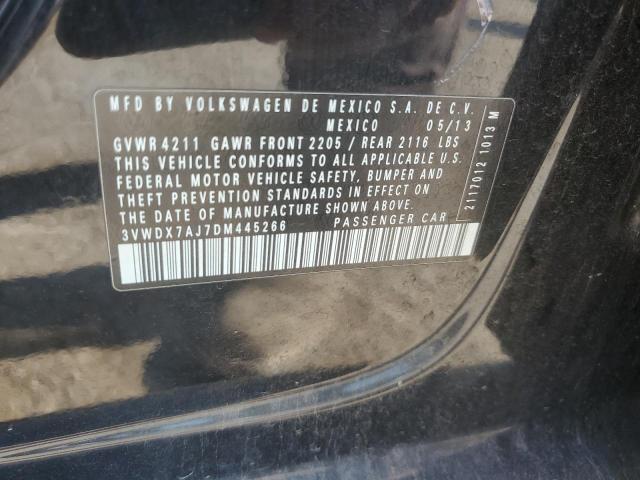 MFD BY VOLKSWAGEN DE MEXICO S.A. DE C.V.
MEXICO 05/13
GVWR 4211 GAWR FRONT 2205 / REAR 2116 LBS
THIS VEHICLE CONFORMS TO ALL APPLICABLE U.S.
FEDERAL MOTOR VEHICLE SAFETY, BUMPER AND
THEFT PREVENTION STANDARDS IN EFFECT ON
THE DATE OF MANUFACTURE SHOWN ABOVE.
3VWDX7AJ7DM445266 PASSENGER CAR
2117012 1013 M